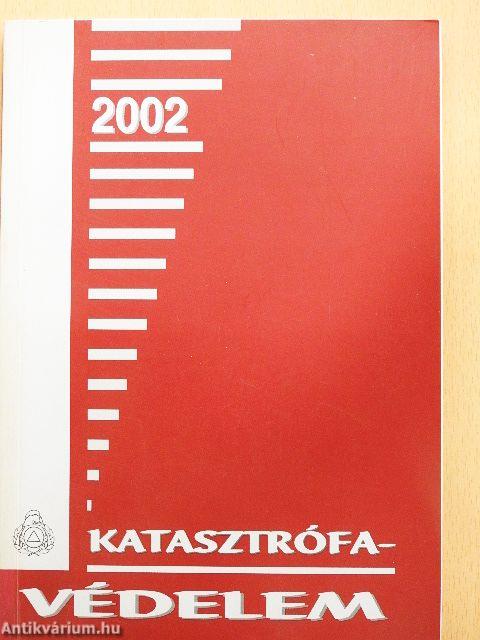 2002
KATASZTRÓFA-
VÉDELEM
Antikvárium.hu